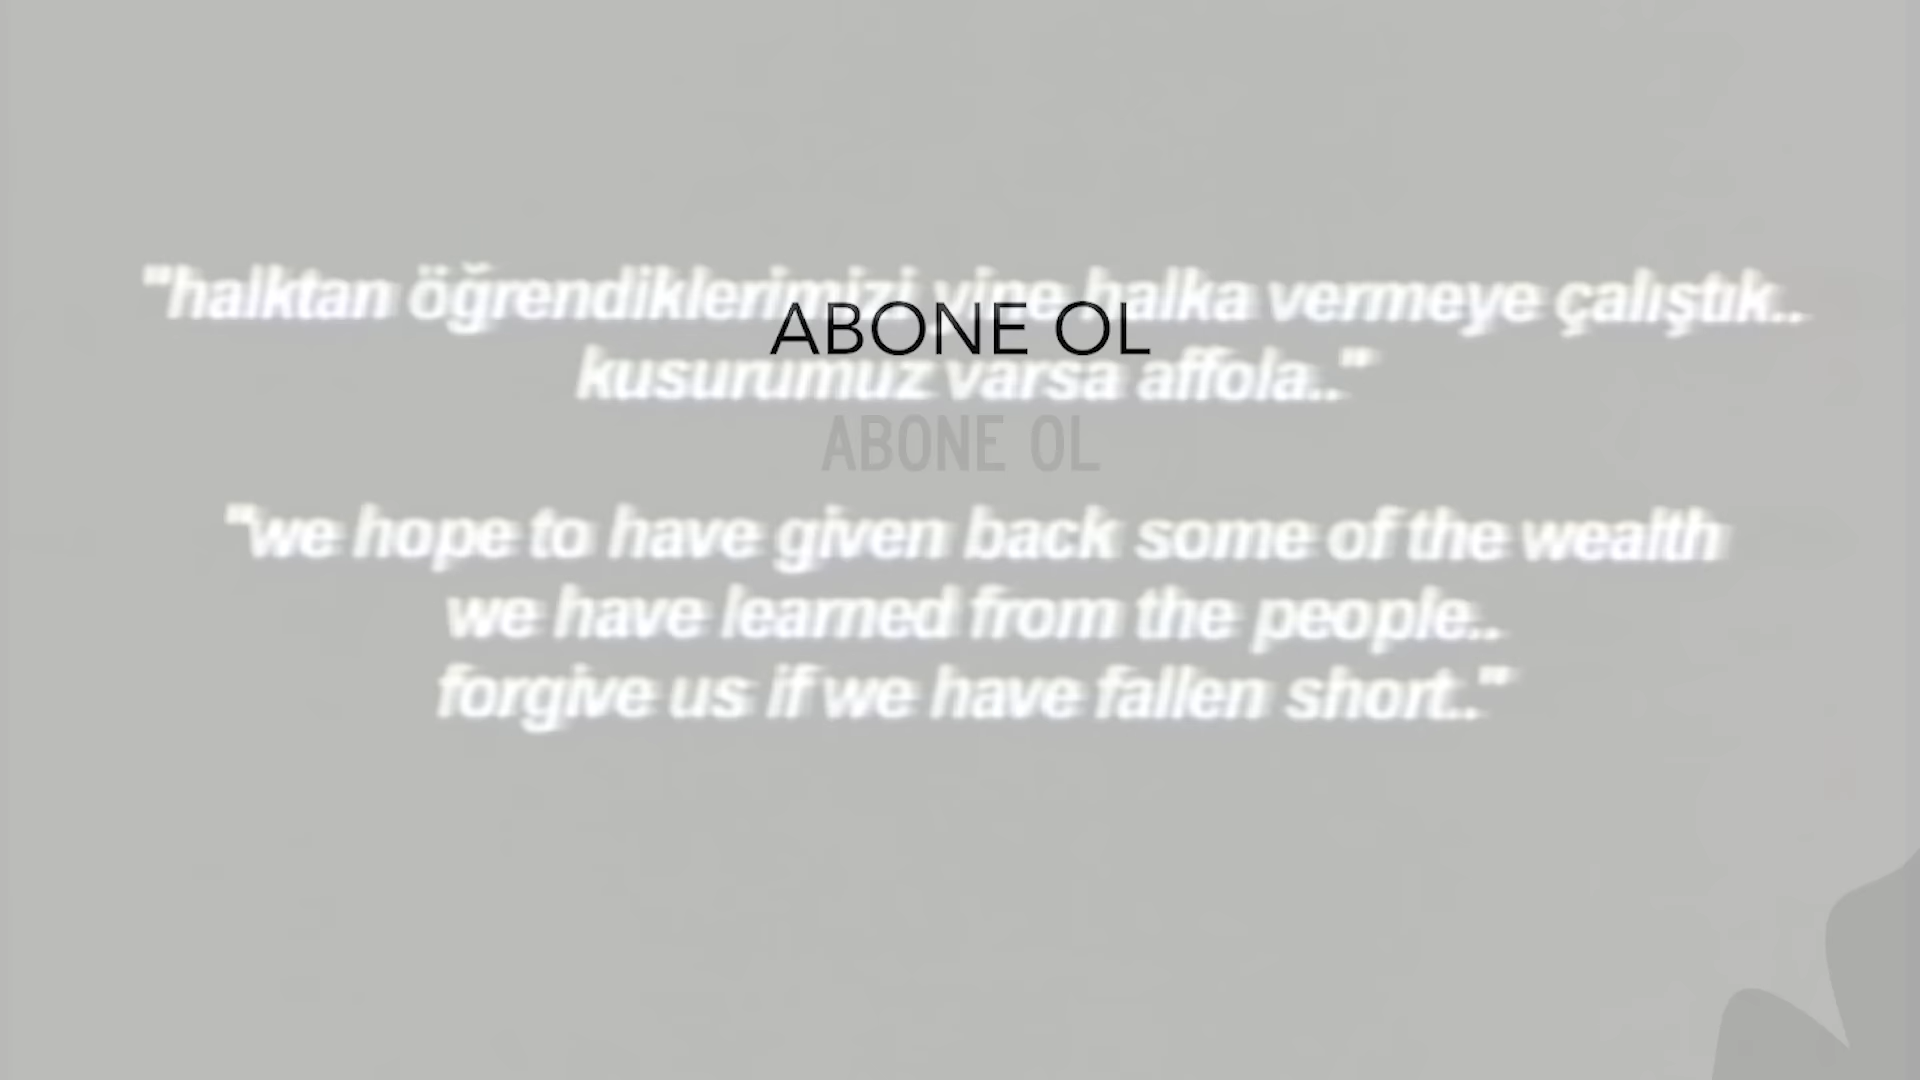 "halktan öğrendiklerimizi yine halka vermeye çalıştık..
ABONE OL
kusurumuz varsa affola.."
ABONE OL
"we hope to have given back some of the wealth
we have learned from the people..
forgive us if we have fallen short.."